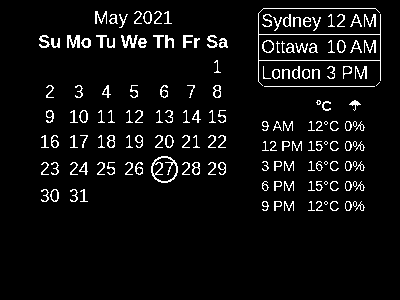 May 2021
Su Mo Tu We Th Fr Sa
1
2 3 4 5 6 7 8
9 10 11 12 13 14 15
16 17 18 19 20 21 22
23 24 25 26 27 28 29
30 31
Sydney 12 AM
Ottawa 10 AM
London 3 PM
°C ☂
9 AM 12°C 0%
12 PM 15°C 0%
3 PM 16°C 0%
6 PM 15°C 0%
9 PM 12°C 0%